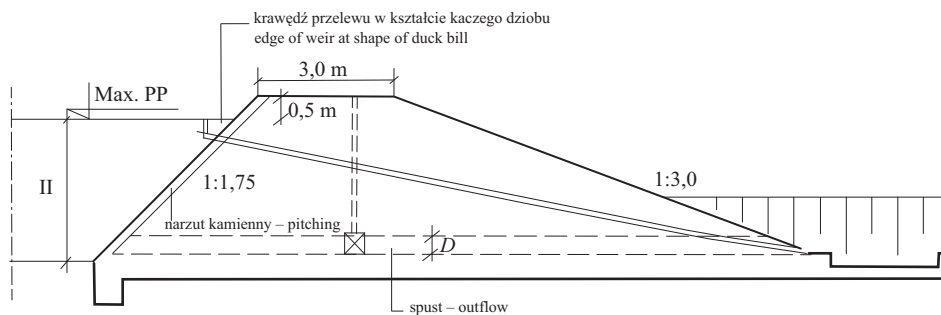 krawędź przelewu w kształcie kaczego dziobu
edge of weir at shape of duck bill
3,0 m
Max. PP
0,5 m
II
1:1,75
1:3,0
narzut kamienny – pitching
D
spust – outflow